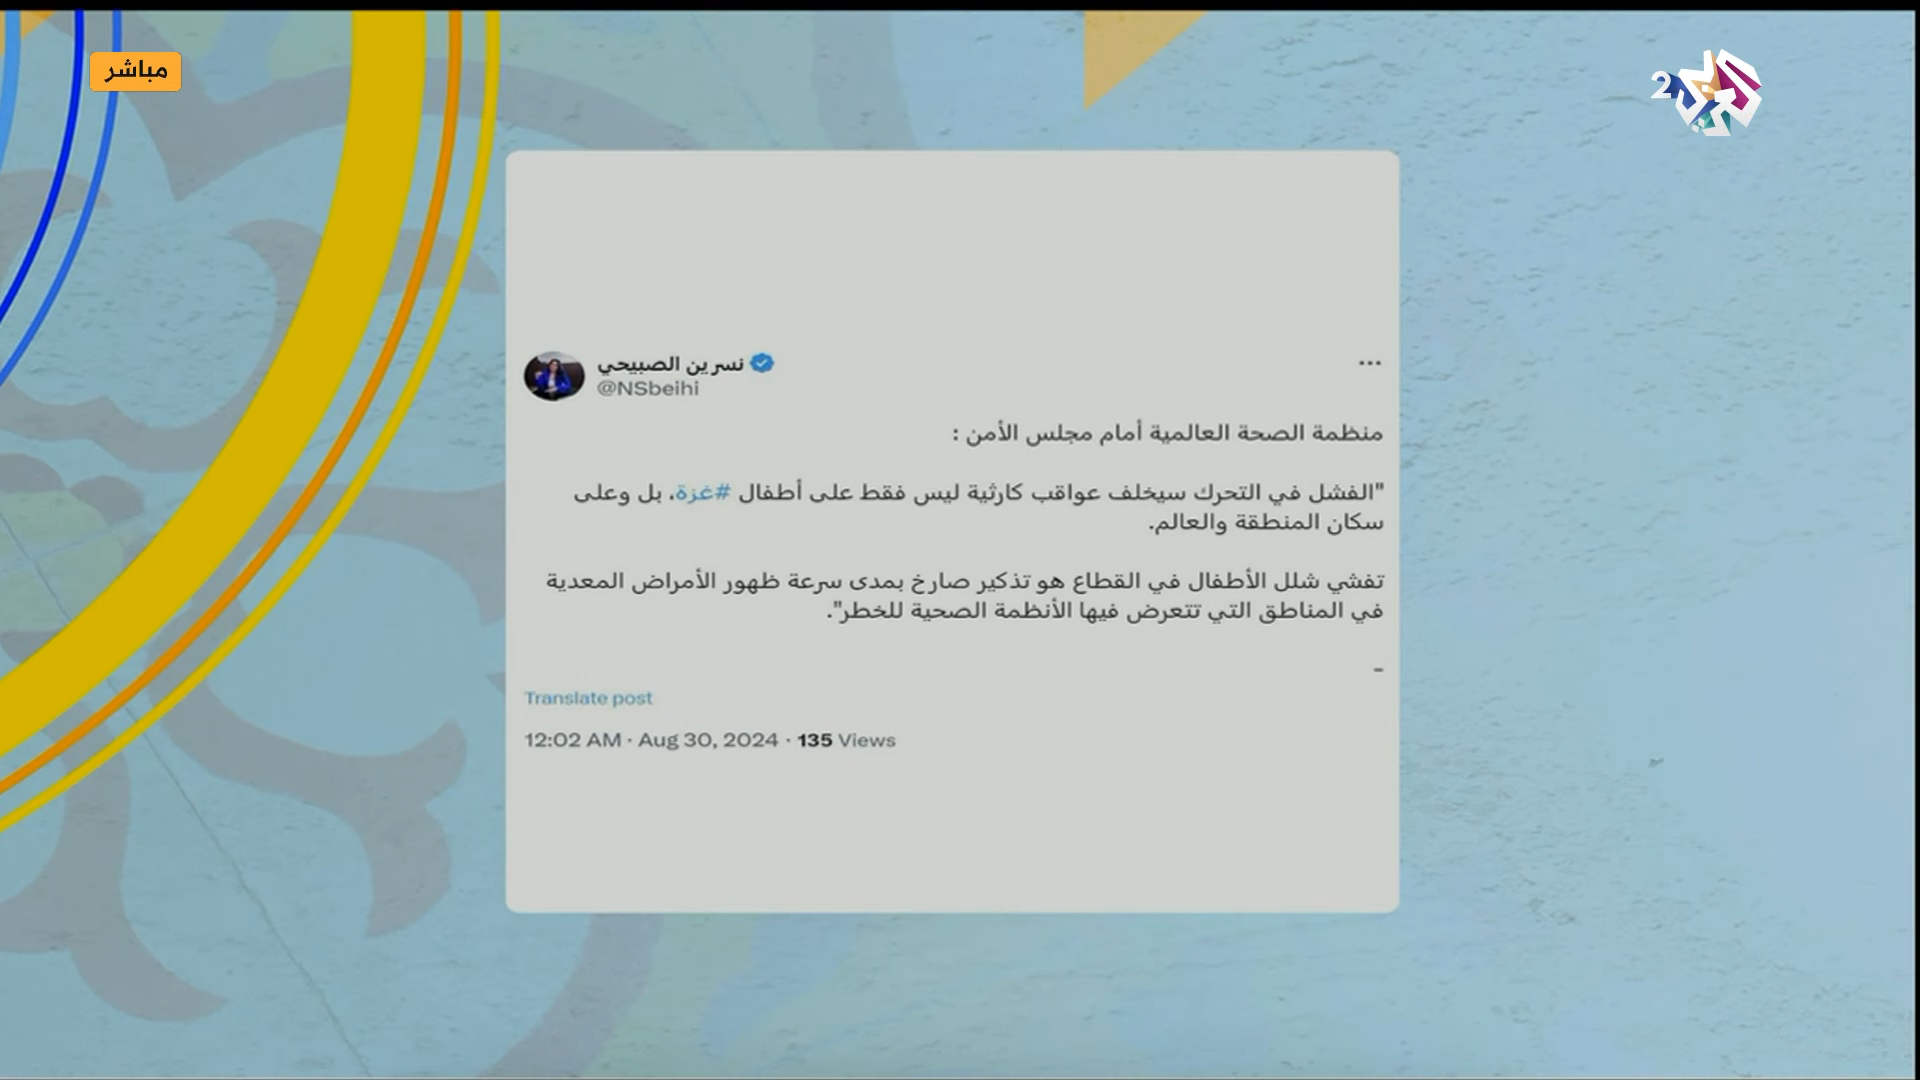 مباشر
2
العربي
نسرين الصبيحي
@NSbeihi
منظمة الصحة العالمية أمام مجلس الأمن :
"الفشل في التحرك سيخلف عواقب كارثية ليس فقط على أطفال #غزة، بل وعلى
سكان المنطقة والعالم.
تفشي شلل الأطفال في القطاع هو تذكير صارخ بمدى سرعة ظهور الأمراض المعدية
في المناطق التي تتعرض فيها الأنظمة الصحية للخطر".
-
Translate post
12:02 AM · Aug 30, 2024 · 135 Views